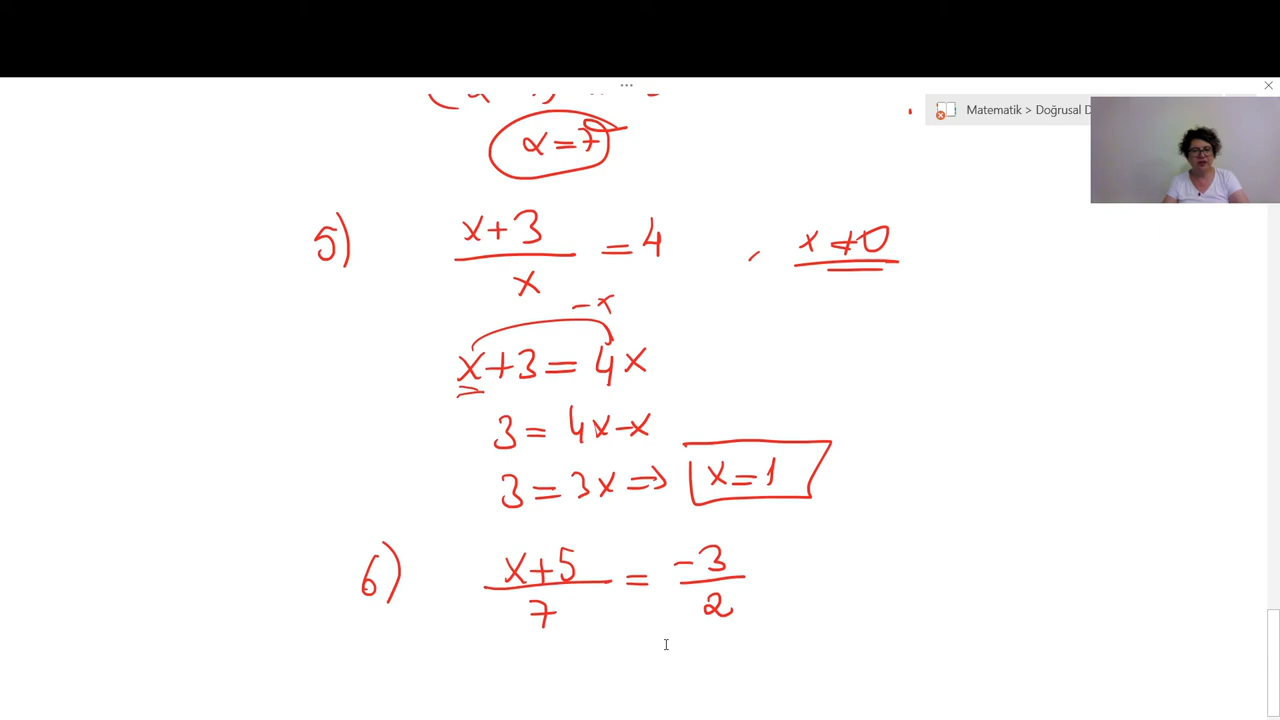 α=7
Matematik > Doğrusal D
5) x+3/x = 4 , x≠0
-x
x+3=4x
3=4x-x
3=3x⇒ x=1
6) x+5/7 = -3/2